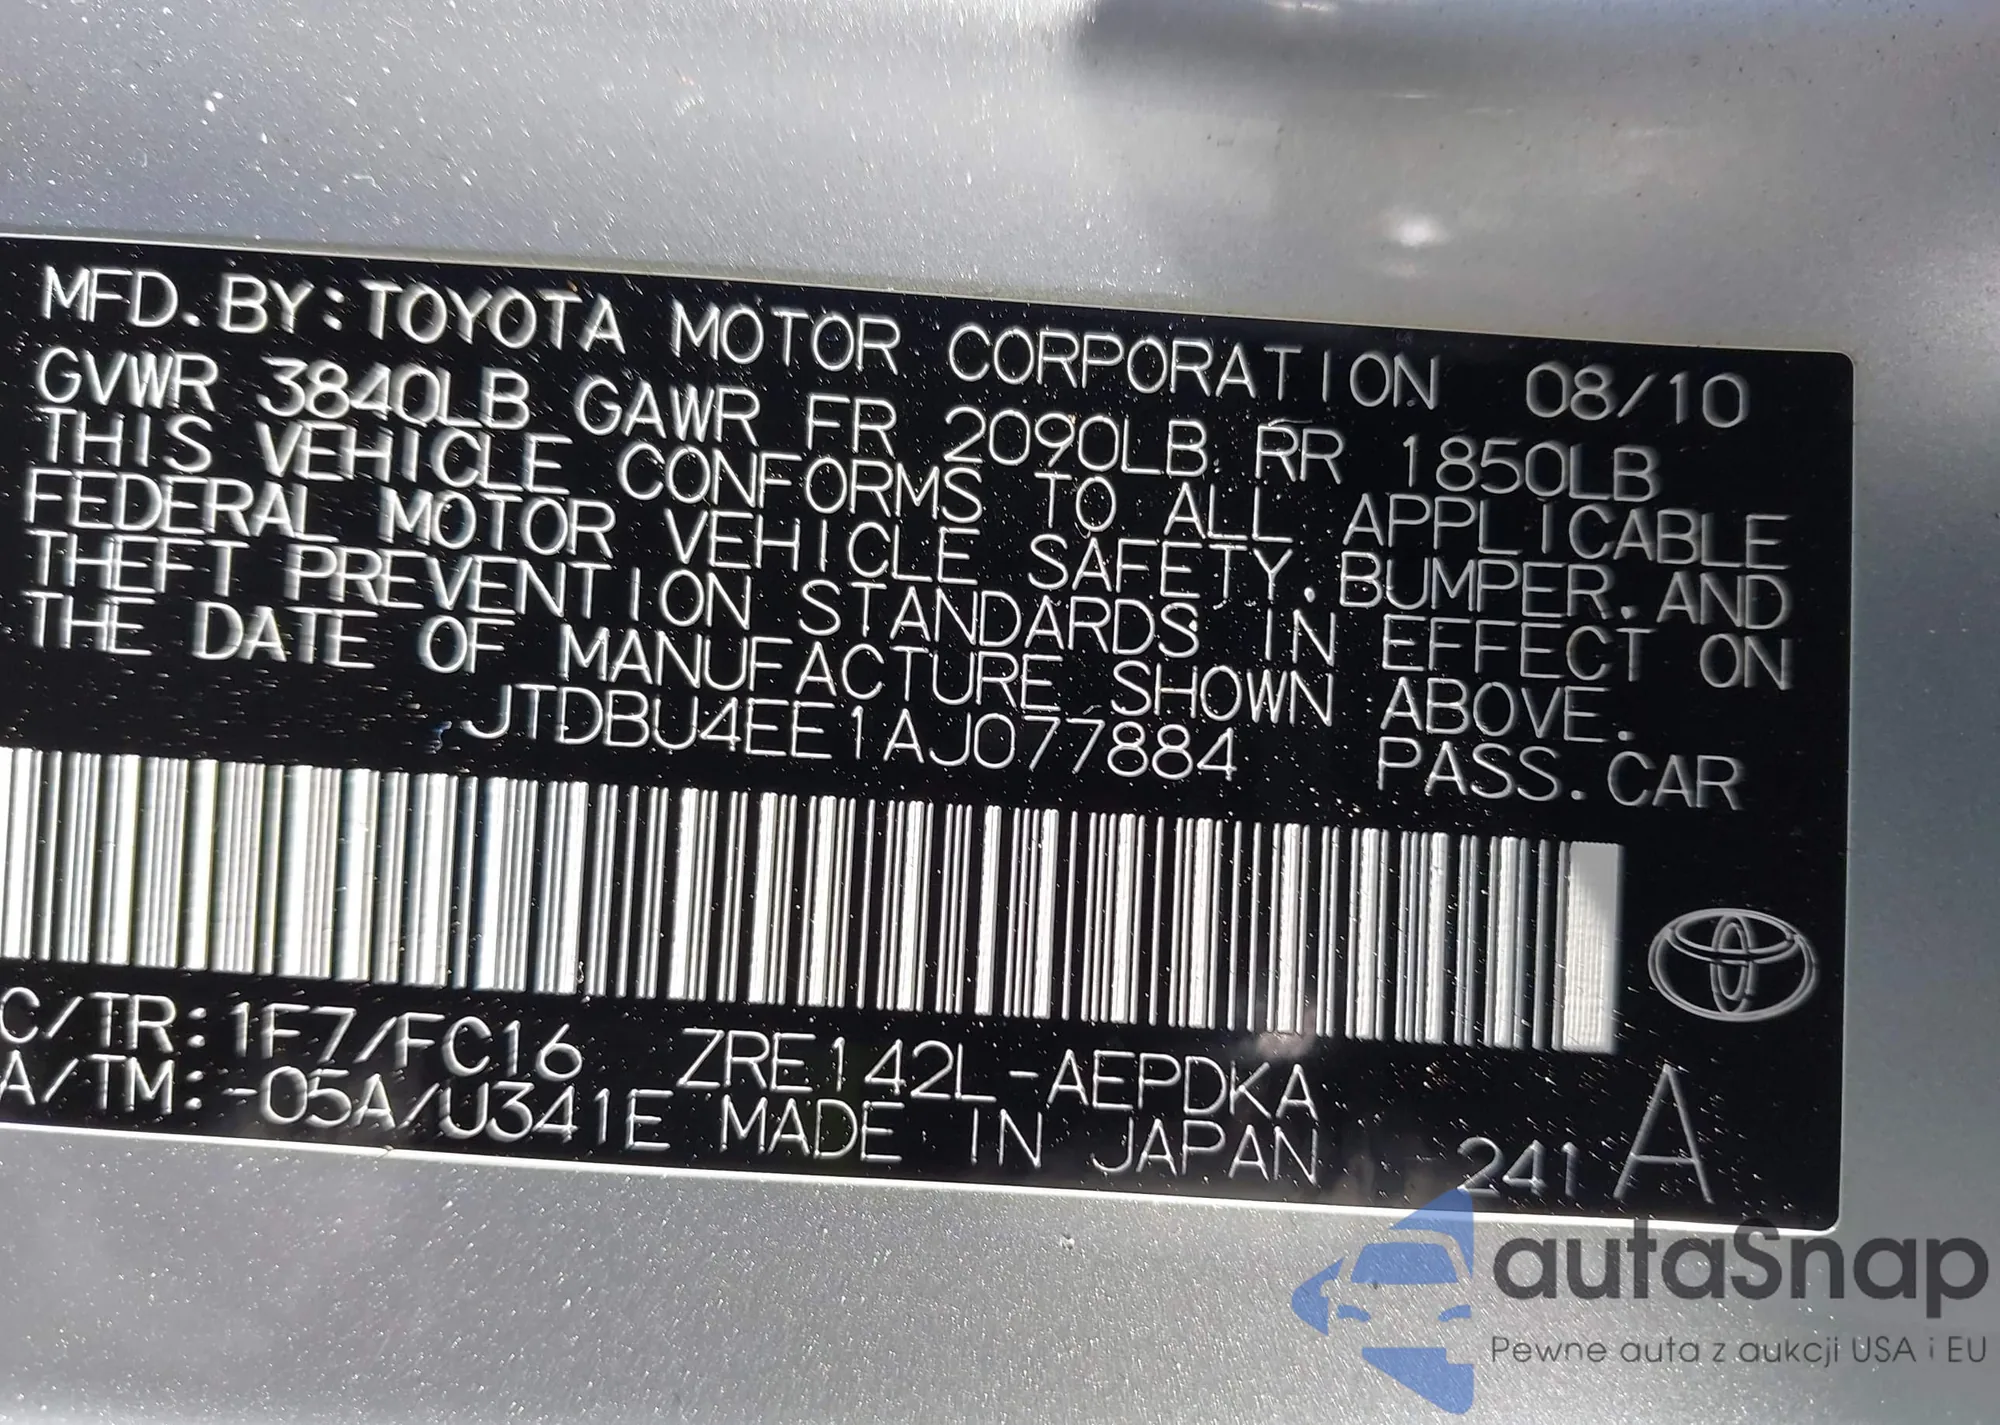 MFD. BY: TOYOTA MOTOR CORPORATION 08/10
GVWR 3840LB GAWR FR 2090LB RR 1850LB
THIS VEHICLE CONFORMS TO ALL APPLICABLE
FEDERAL MOTOR VEHICLE SAFETY. BUMPER. AND
THEFT PREVENTION STANDARDS IN EFFECT ON
THE DATE OF MANUFACTURE SHOWN ABOVE.
JTDBU4EE1AJ077884 PASS. CAR
C/TR: 1F7/FC16 ZRE142L-AEPDKA
A/TM: -05A/U341E MADE IN JAPAN 241 A
autaSnap
Pewne auta z aukcji USA i EU